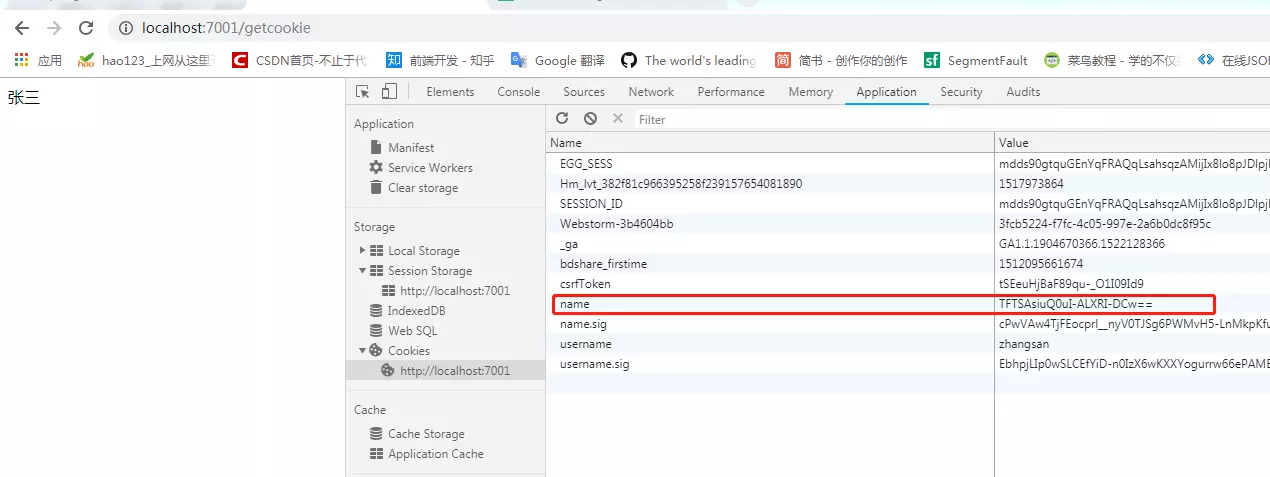 localhost:7001/getcookie
应用 hao123_上网从这里 CSDN首页-不止于代 前端开发 - 知乎 Google 翻译 The world's leading 简书 - 创作你的创作 SegmentFault 菜鸟教程 - 学的不仅 在线JSO
张三
Elements Console Sources Network Performance Memory Application Security Audits
Application
Manifest
Service Workers
Clear storage
Storage
Local Storage
Session Storage
http://localhost:7001
IndexedDB
Web SQL
Cookies
http://localhost:7001
Cache
Cache Storage
Application Cache
Filter
Name Value
EGG_SESS mdds90gtquGEnYqFRAQqLsahsqzAMijIx8lo8pJDlpjl
Hm_lvt_382f81c966395258f239157654081890 1517973864
SESSION_ID mdds90gtquGEnYqFRAQqLsahsqzAMijIx8lo8pJDlpjl
Webstorm-3b4604bb 3fcb5224-f7fc-4c05-997e-2a6b0dc8f95c
_ga GA1.1.1904670366.1522128366
bdshare_firstime 1512095661674
csrfToken tSEeuHjBaF89qu-_O1I09Id9
name TFTSAsiuQ0uI-ALXRI-DCw==
name.sig cPwVAw4TjFEocprI__nyV0TJSg6PWMvH5-LnMkpKfu
username zhangsan
username.sig EbhpjLIp0wSLCEfYiD-n0IzX6wKXXYogurrw66ePAME